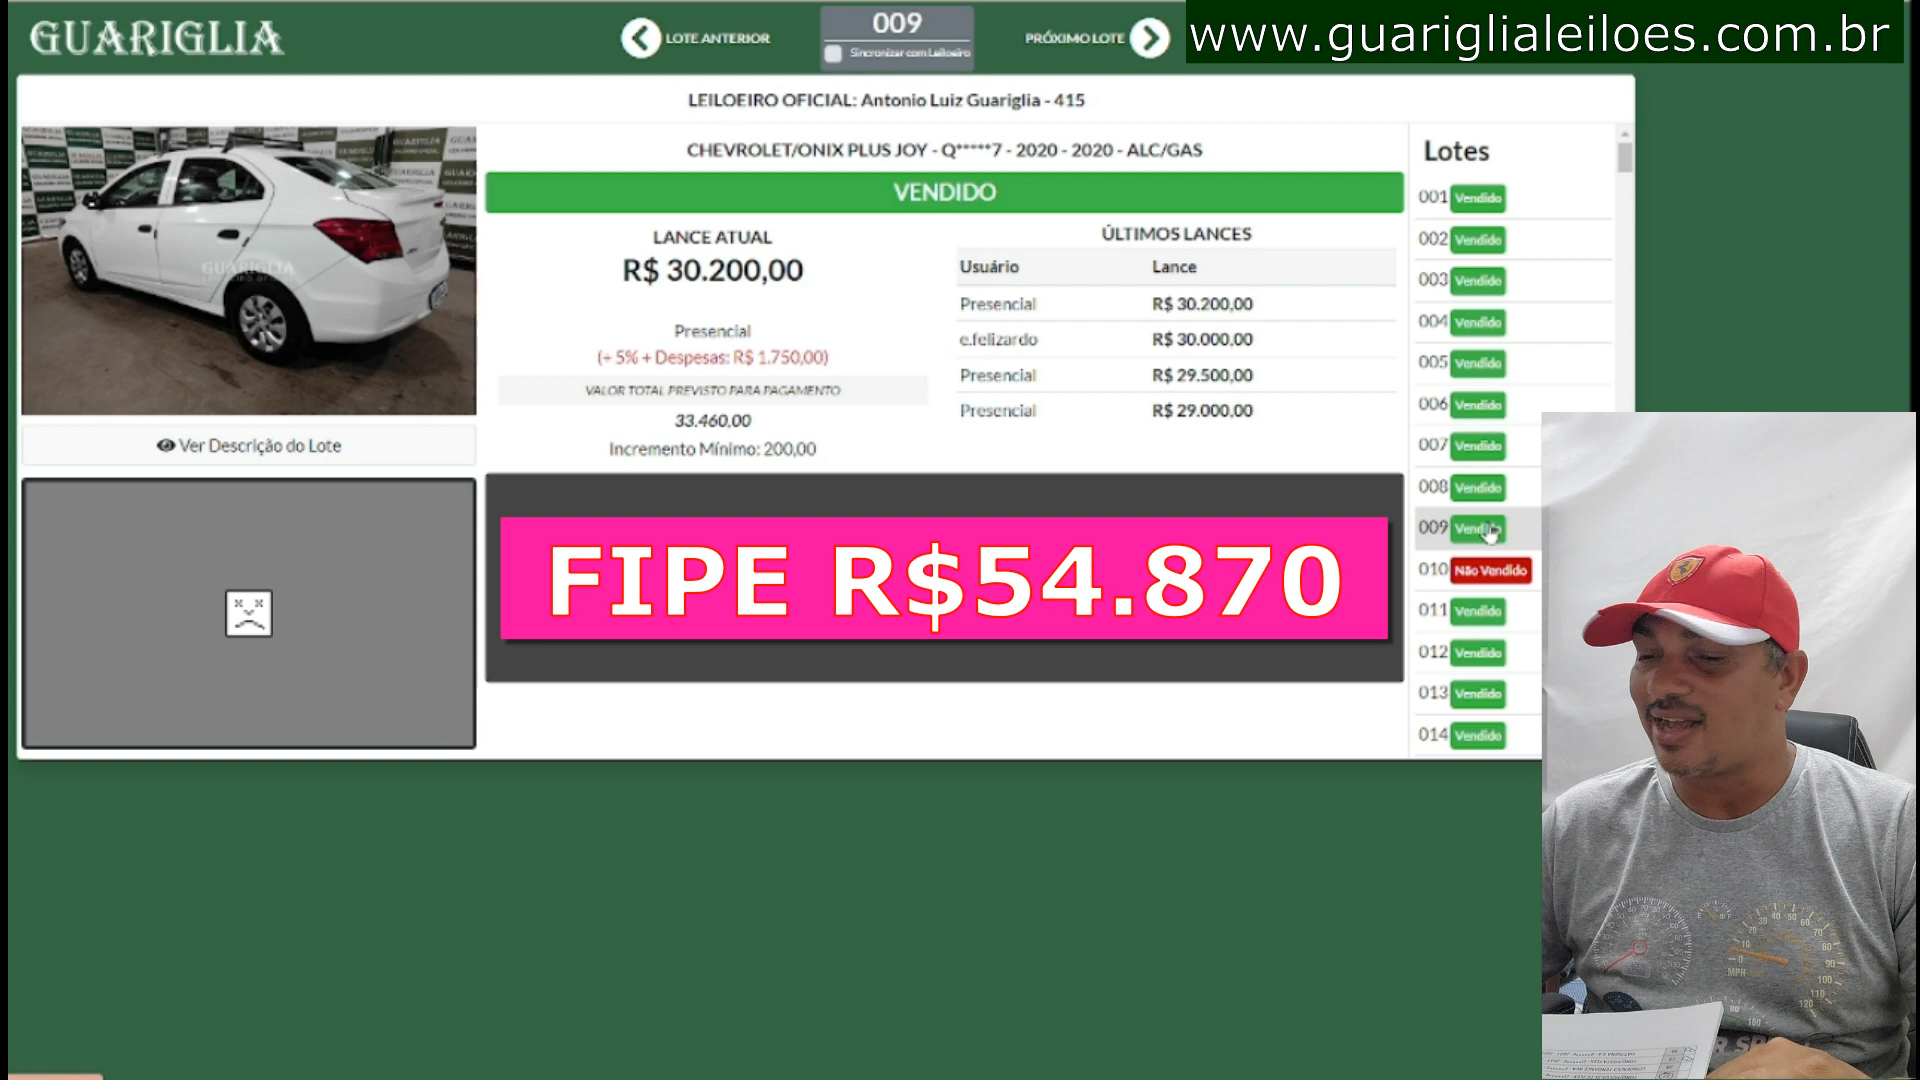 GUARIGLIA
LOTE ANTERIOR
009
Sincronizar com Leiloeiro
PRÓXIMO LOTE
www.guariglialeiloes.com.br
LEILOEIRO OFICIAL: Antonio Luiz Guariglia - 415
CHEVROLET/ONIX PLUS JOY - Q*****7 - 2020 - 2020 - ALC/GAS
VENDIDO
LANCE ATUAL
R$ 30.200,00
Presencial
(+ 5% + Despesas: R$ 1.750,00)
VALOR TOTAL PREVISTO PARA PAGAMENTO
33.460,00
Incremento Mínimo: 200,00
ÚLTIMOS LANCES
Usuário Lance
Presencial R$ 30.200,00
e.felizardo R$ 30.000,00
Presencial R$ 29.500,00
Presencial R$ 29.000,00
GUARIGLIA
Ver Descrição do Lote
FIPE R$54.870
Lotes
001 Vendido
002 Vendido
003 Vendido
004 Vendido
005 Vendido
006 Vendido
007 Vendido
008 Vendido
009 Vendido
010 Não Vendido
011 Vendido
012 Vendido
013 Vendido
014 Vendido
MPH